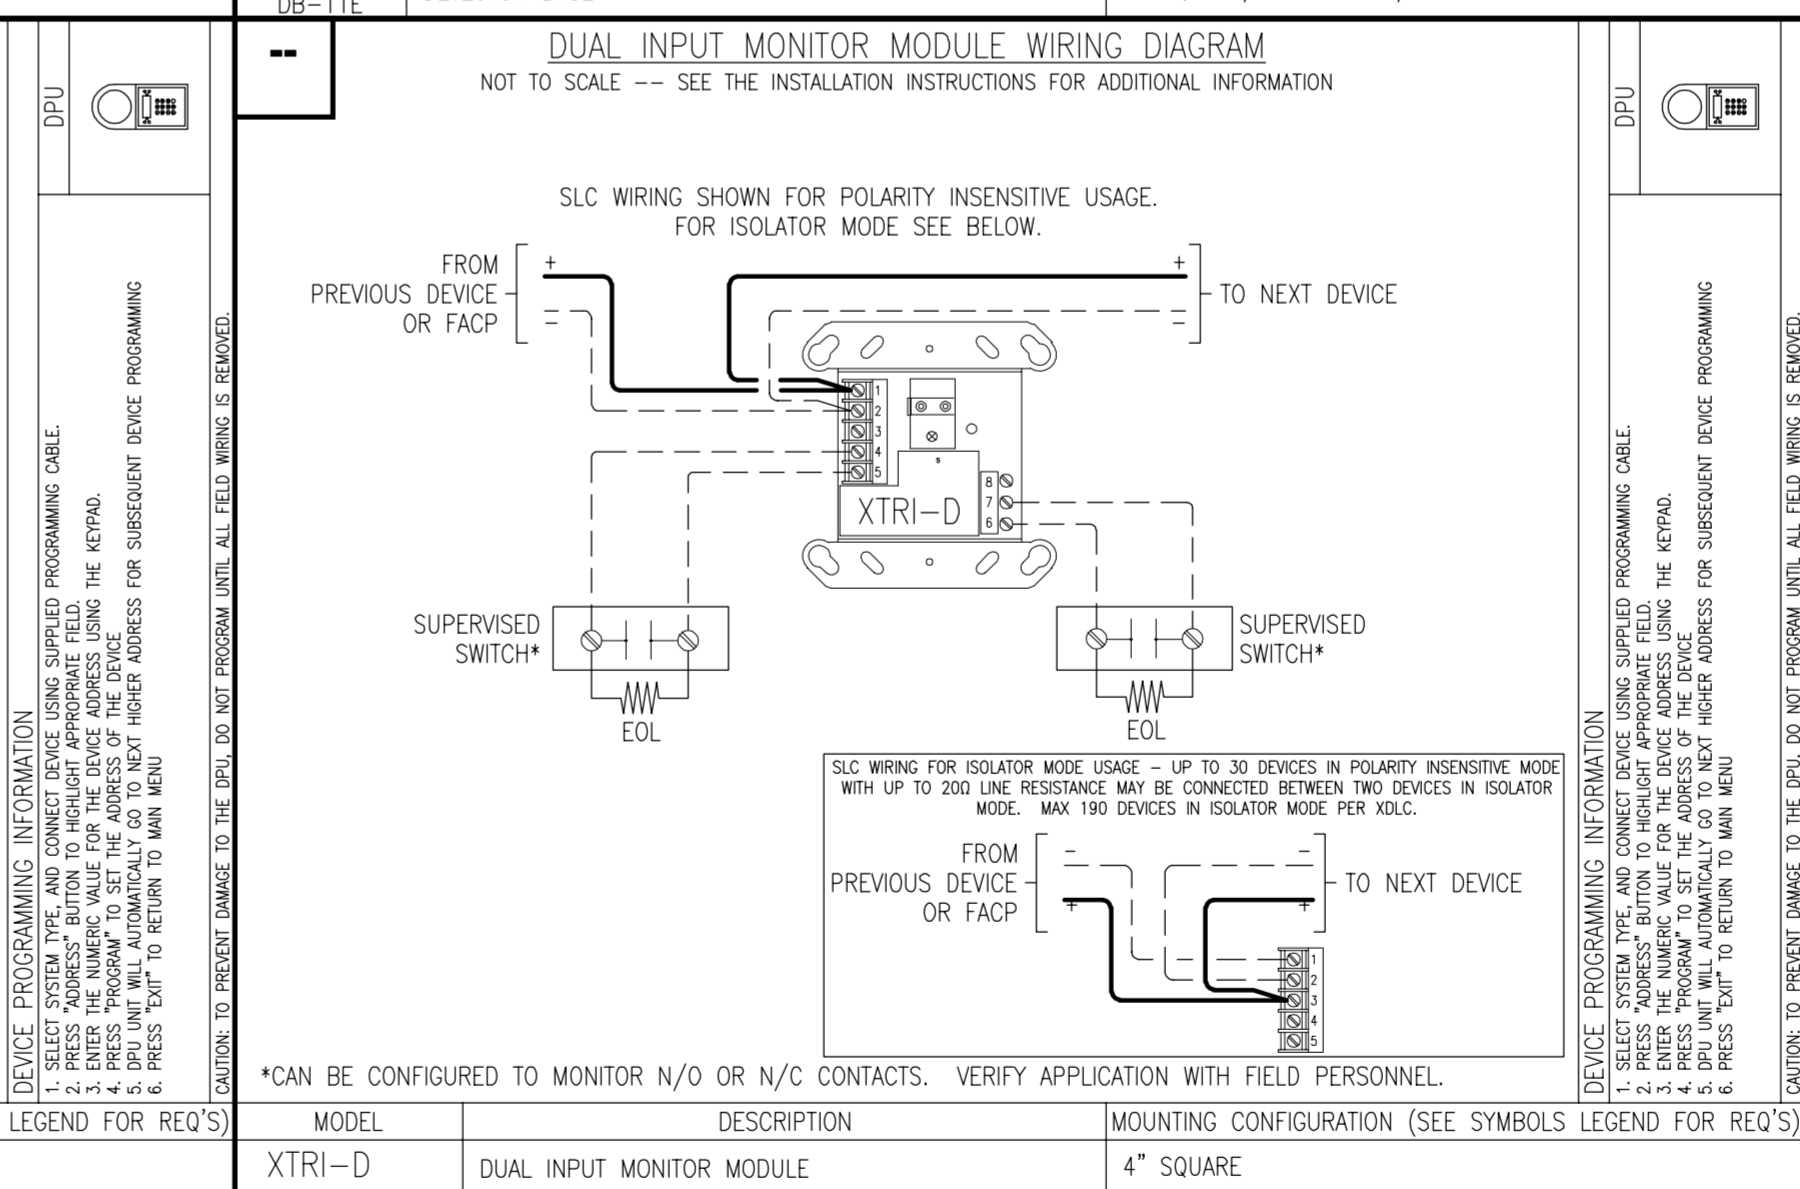 DB-11E
--
DUAL INPUT MONITOR MODULE WIRING DIAGRAM
NOT TO SCALE -- SEE THE INSTALLATION INSTRUCTIONS FOR ADDITIONAL INFORMATION
SLC WIRING SHOWN FOR POLARITY INSENSITIVE USAGE.
FOR ISOLATOR MODE SEE BELOW.
FROM
PREVIOUS DEVICE
OR FACP
+
-
+
-
TO NEXT DEVICE
1
2
3
4
5
S
8
7
6
XTRI-D
SUPERVISED
SWITCH*
EOL
SUPERVISED
SWITCH*
EOL
SLC WIRING FOR ISOLATOR MODE USAGE - UP TO 30 DEVICES IN POLARITY INSENSITIVE MODE
WITH UP TO 20Ω LINE RESISTANCE MAY BE CONNECTED BETWEEN TWO DEVICES IN ISOLATOR
MODE. MAX 190 DEVICES IN ISOLATOR MODE PER XDLC.
FROM
PREVIOUS DEVICE
OR FACP
-
+
-
+
TO NEXT DEVICE
1
2
3
4
5
*CAN BE CONFIGURED TO MONITOR N/O OR N/C CONTACTS. VERIFY APPLICATION WITH FIELD PERSONNEL.
DPU
DEVICE PROGRAMMING INFORMATION
1. SELECT SYSTEM TYPE, AND CONNECT DEVICE USING SUPPLIED PROGRAMMING CABLE.
2. PRESS "ADDRESS" BUTTON TO HIGHLIGHT APPROPRIATE FIELD.
3. ENTER THE NUMERIC VALUE FOR THE DEVICE ADDRESS USING THE KEYPAD.
4. PRESS "PROGRAM" TO SET THE ADDRESS OF THE DEVICE
5. DPU UNIT WILL AUTOMATICALLY GO TO NEXT HIGHER ADDRESS FOR SUBSEQUENT DEVICE PROGRAMMING
6. PRESS "EXIT" TO RETURN TO MAIN MENU
CAUTION: TO PREVENT DAMAGE TO THE DPU, DO NOT PROGRAM UNTIL ALL FIELD WIRING IS REMOVED.
DPU
DEVICE PROGRAMMING INFORMATION
1. SELECT SYSTEM TYPE, AND CONNECT DEVICE USING SUPPLIED PROGRAMMING CABLE.
2. PRESS "ADDRESS" BUTTON TO HIGHLIGHT APPROPRIATE FIELD.
3. ENTER THE NUMERIC VALUE FOR THE DEVICE ADDRESS USING THE KEYPAD.
4. PRESS "PROGRAM" TO SET THE ADDRESS OF THE DEVICE
5. DPU UNIT WILL AUTOMATICALLY GO TO NEXT HIGHER ADDRESS FOR SUBSEQUENT DEVICE PROGRAMMING
6. PRESS "EXIT" TO RETURN TO MAIN MENU
CAUTION: TO PREVENT DAMAGE TO THE DPU, DO NOT PROGRAM UNTIL ALL FIELD WIRING IS REMOVED.
LEGEND FOR REQ'S)
MODEL
DESCRIPTION
MOUNTING CONFIGURATION (SEE SYMBOLS LEGEND FOR REQ'S)
XTRI-D
DUAL INPUT MONITOR MODULE
4" SQUARE